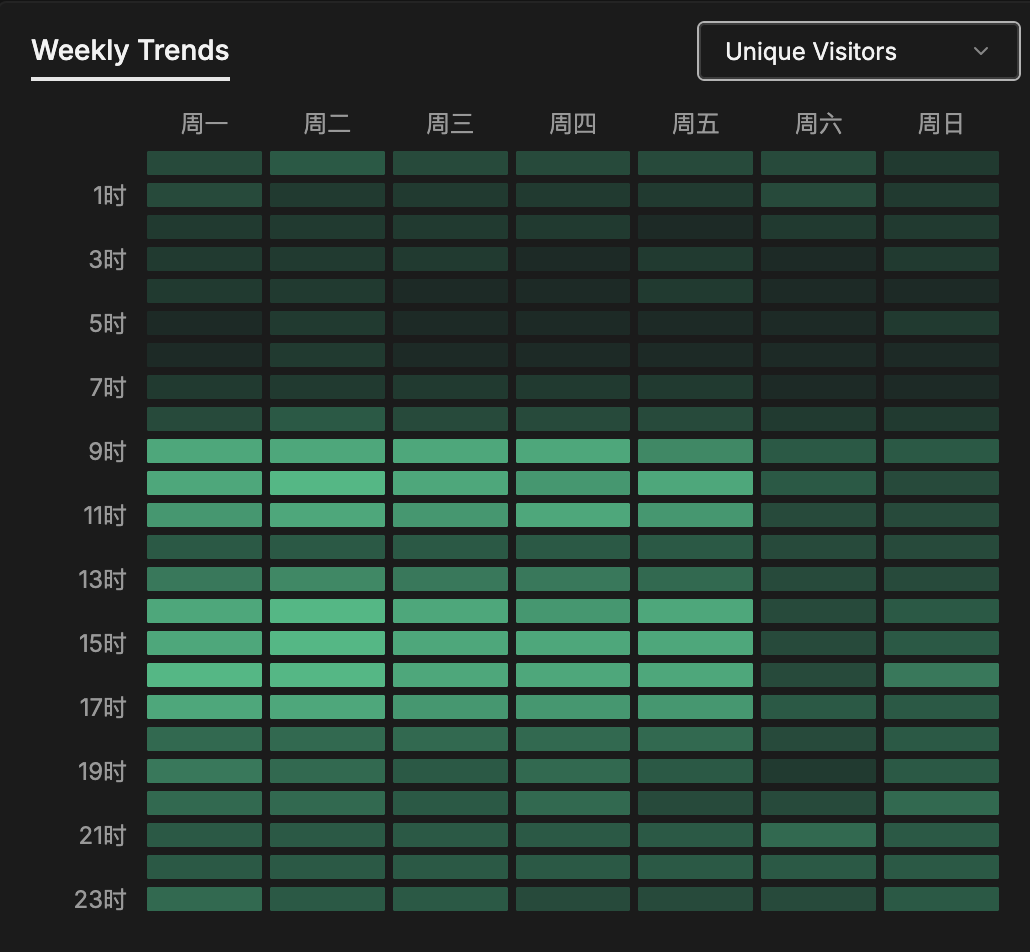 Weekly Trends
Unique Visitors
周一 周二 周三 周四 周五 周六 周日
1时
3时
5时
7时
9时
11时
13时
15时
17时
19时
21时
23时